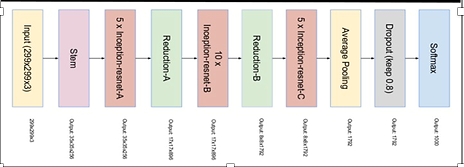 Input (299x299x3)
Stem
5 x
Inception-resnet-A
Reduction-A
10 x
Inception-resnet-B
Reduction-B
5 x
Inception-resnet-C
Average Pooling
Dropout (keep 0.8)
Softmax
299x299x3
Output: 35x35x256
Output: 35x35x256
Output: 17x17x896
Output: 17x17x896
Output: 8x8x1792
Output: 8x8x1792
Output: 1792
Output: 1792
Output: 1000